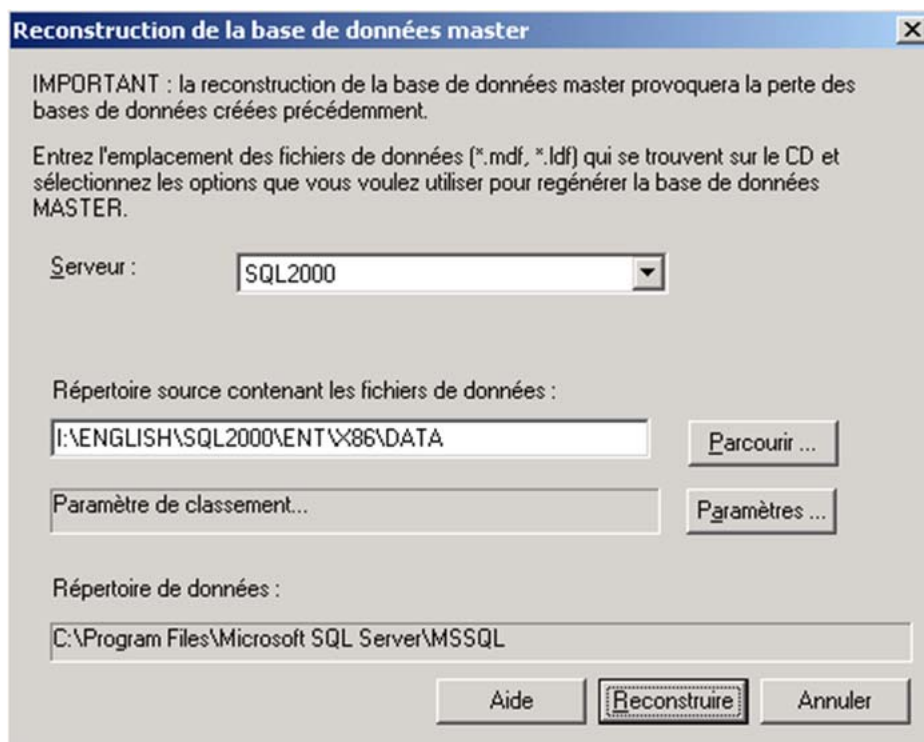 Reconstruction de la base de données master
IMPORTANT : la reconstruction de la base de données master provoquera la perte des
bases de données créées précédemment.
Entrez l'emplacement des fichiers de données (*.mdf, *.ldf) qui se trouvent sur le CD et
sélectionnez les options que vous voulez utiliser pour regénérer la base de données
MASTER.
Serveur :
SQL2000
Répertoire source contenant les fichiers de données :
I:\ENGLISH\SQL2000\ENT\X86\DATA
Parcourir ...
Paramètre de classement...
Paramètres ...
Répertoire de données :
C:\Program Files\Microsoft SQL Server\MSSQL
Aide
Reconstruire
Annuler